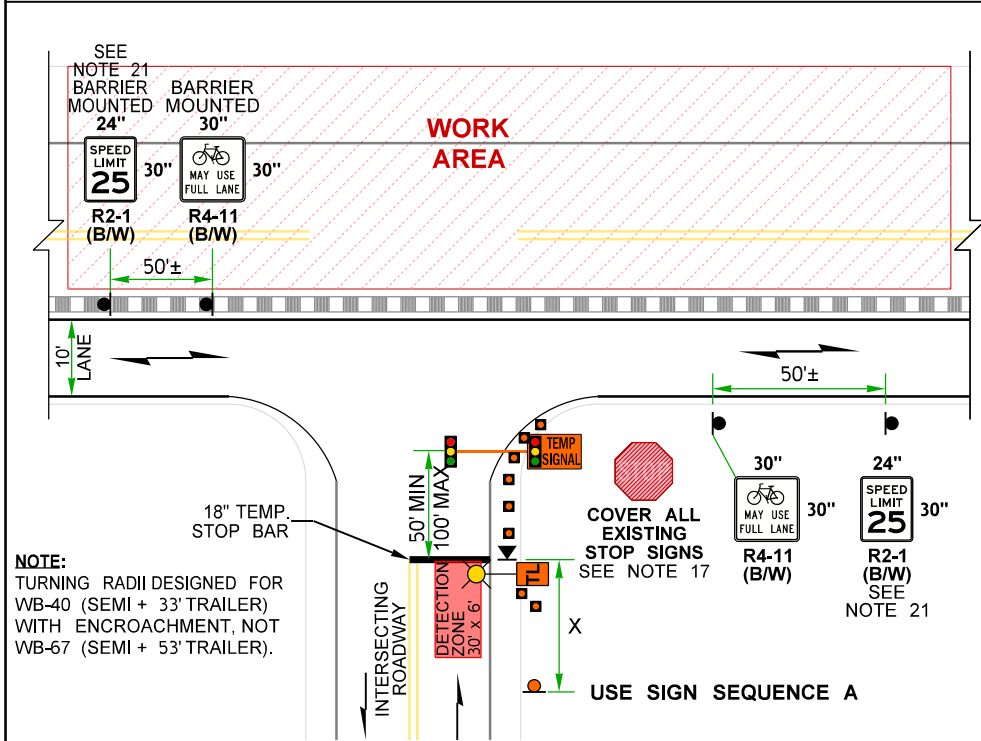 SEE
NOTE 21
BARRIER
MOUNTED
24"
SPEED
LIMIT
25
30"
R2-1
(B/W)
BARRIER
MOUNTED
30"
MAY USE
FULL LANE
30"
R4-11
(B/W)
WORK
AREA
50'±
10'
LANE
50'±
TEMP
SIGNAL
50' MIN
100' MAX
STOP
COVER ALL
EXISTING
STOP SIGNS
SEE NOTE 17
30"
MAY USE
FULL LANE
30"
R4-11
(B/W)
24"
SPEED
LIMIT
25
30"
R2-1
(B/W)
SEE
NOTE 21
18" TEMP.
STOP BAR
NOTE:
TURNING RADII DESIGNED FOR
WB-40 (SEMI + 33' TRAILER)
WITH ENCROACHMENT, NOT
WB-67 (SEMI + 53' TRAILER).
INTERSECTING
ROADWAY
DETECTION
ZONE
30' x 6'
TL
X
USE SIGN SEQUENCE A